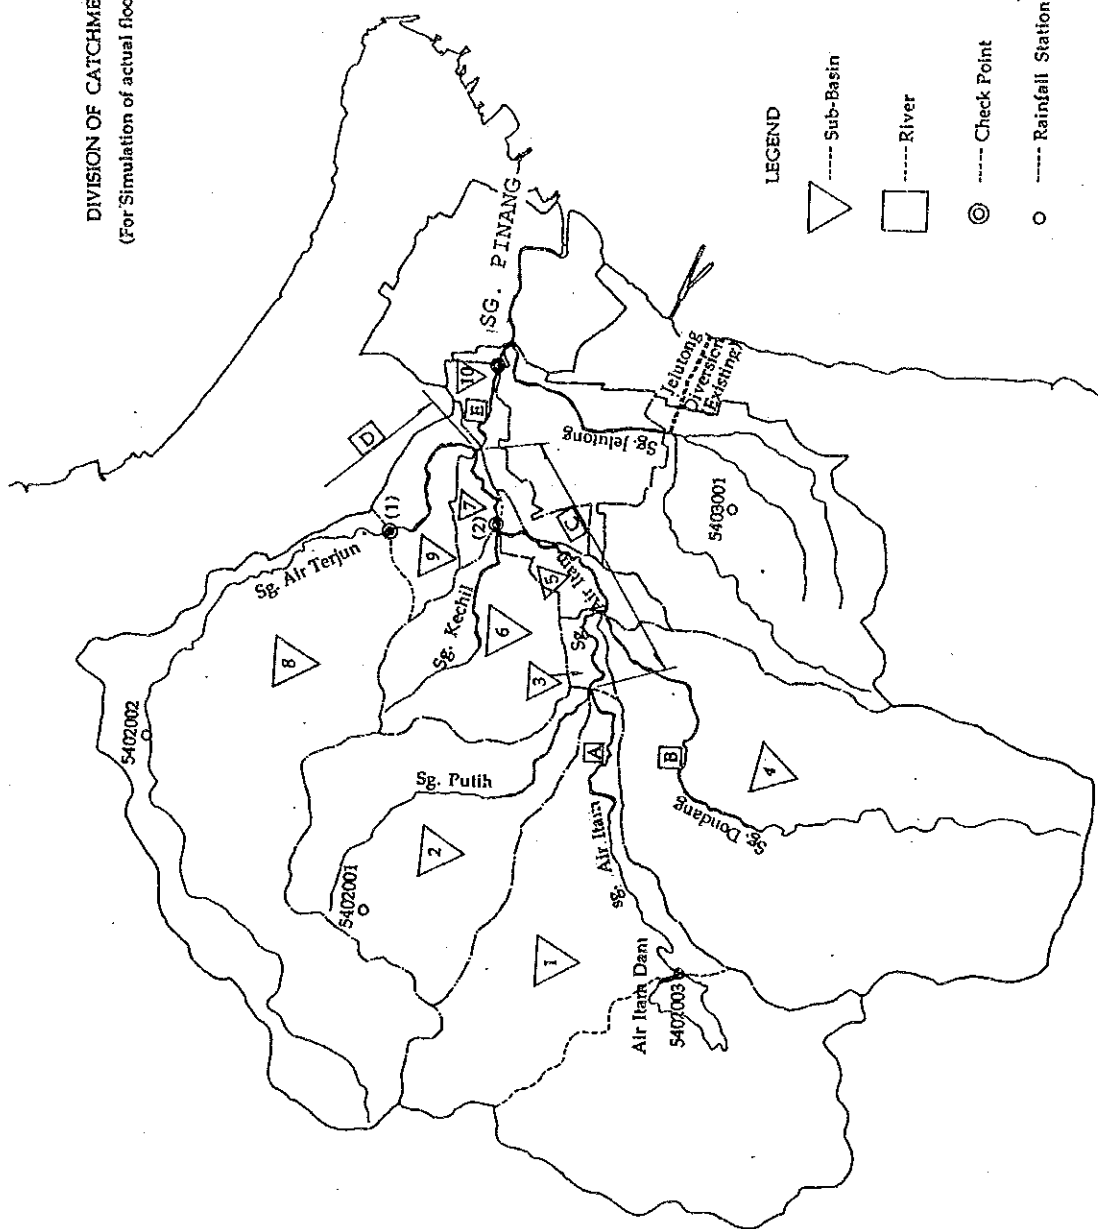 DIVISION OF CATCHME
(For Simulation of actual floo
LEGEND
----- Sub-Basin
----- River
----- Check Point
----- Rainfall Station
SG. PINANG
10
E
D
Jelutong
Diversion
(Existing)
Sg. Jelutong
7
(2)
(1)
C
5403001
9
5
Sg. Air Terjun
Sg. Kechil
6
Sg. Air Itam
8
3
5402002
A
B
Sg. Putih
4
2
Sg. Air Itam
Sg. Dondang
5402001
1
Air Itam Dam
5402003